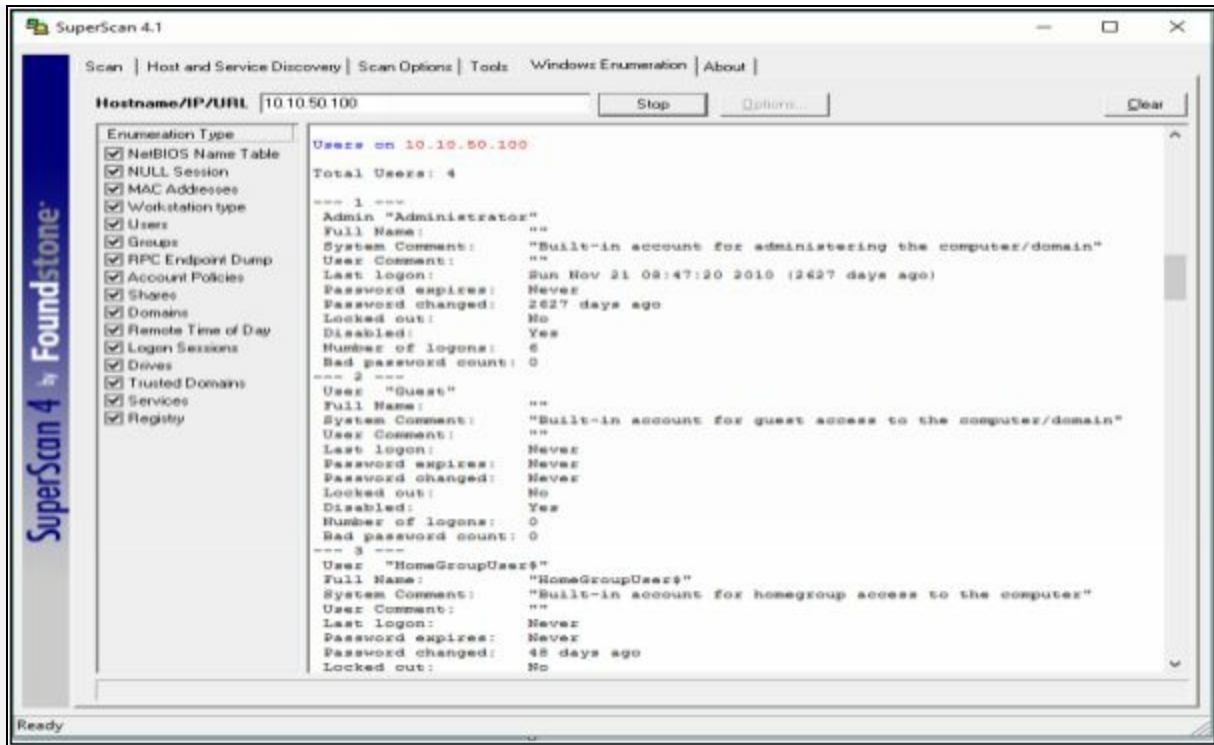 SuperScan 4.1
Scan | Host and Service Discovery | Scan Options | Tools Windows Enumeration | About |
Hostname/IP/URL 10.10.50.100 Stop Options... Clear
Enumeration Type
NetBIOS Name Table
NULL Session
MAC Addresses
Workstation type
Users
Groups
RPC Endpoint Dump
Account Policies
Shares
Domains
Remote Time of Day
Logon Sessions
Drives
Trusted Domains
Services
Registry
Users on 10.10.50.100
Total Users: 4
--- 1 ---
Admin "Administrator"
Full Name: ""
System Comment: "Built-in account for administering the computer/domain"
User Comment: ""
Last logon: Sun Nov 21 08:47:20 2010 (2627 days ago)
Password expires: Never
Password changed: 2627 days ago
Locked out: No
Disabled: Yes
Number of logons: 6
Bad password count: 0
--- 2 ---
User "Guest"
Full Name: ""
System Comment: "Built-in account for guest access to the computer/domain"
User Comment: ""
Last logon: Never
Password expires: Never
Password changed: Never
Locked out: No
Disabled: Yes
Number of logons: 0
Bad password count: 0
--- 3 ---
User "HomeGroupUser$"
Full Name: "HomeGroupUser$"
System Comment: "Built-in account for homegroup access to the computer"
User Comment: ""
Last logon: Never
Password expires: Never
Password changed: 48 days ago
Locked out: No
SuperScan 4 by Foundstone
Ready